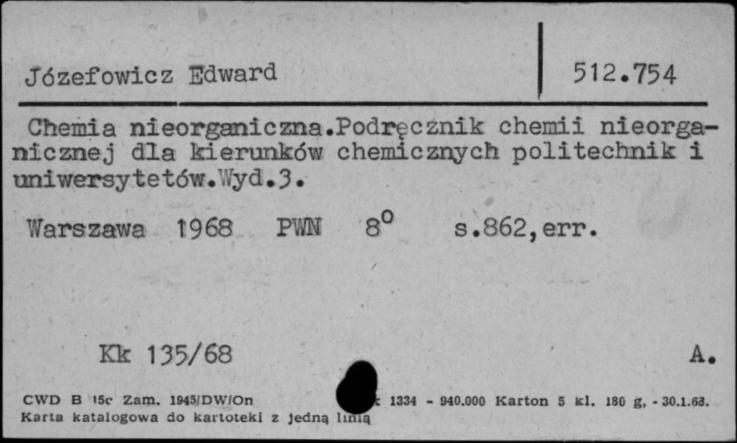 Józefowicz Edward 512.754
Chemia nieorganiczna.Podręcznik chemii nieorga-
nicznej dla kierunków chemicznych politechnik i
uniwersytetów.Wyd.3.
Warszawa 1968 PWN 8° s.862,err.
Kk 135/68 A.
CWD B 15c Zam. 1945/DW/On 1334 - 940.000 Karton 5 kl. 180 g. - 30.1.63.
Karta katalogowa do kartoteki z jedną linią